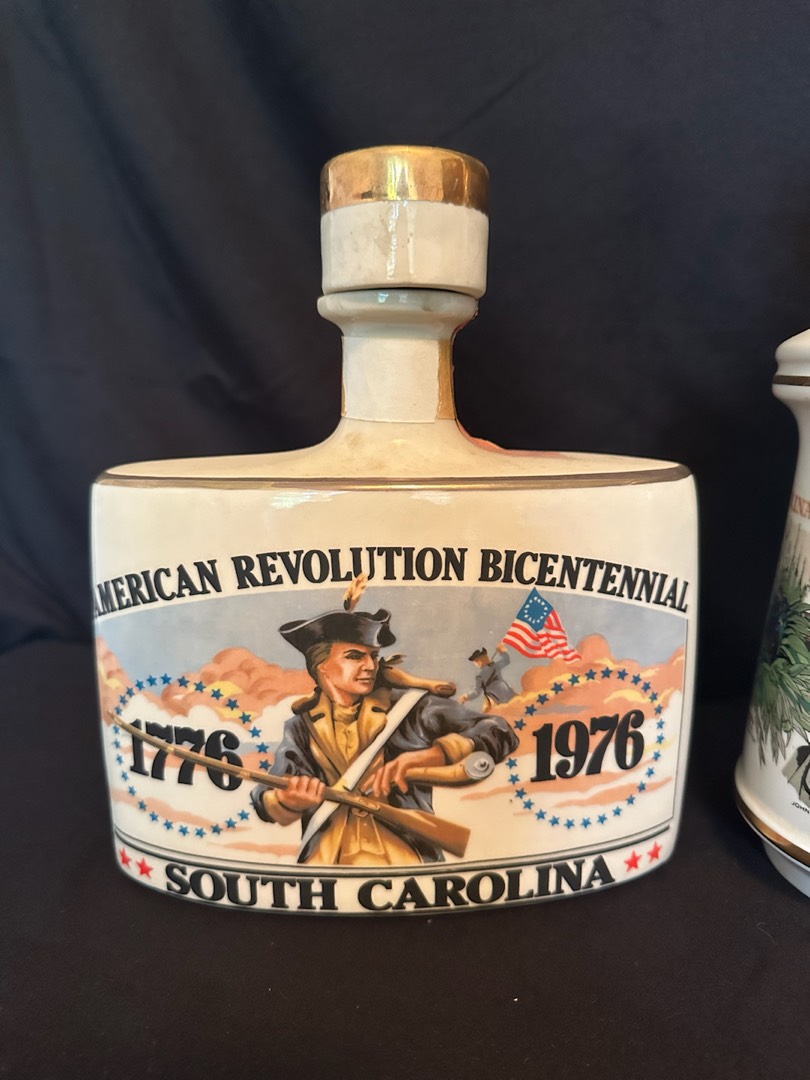 AMERICAN REVOLUTION BICENTENNIAL
1776
1976
SOUTH CAROLINA